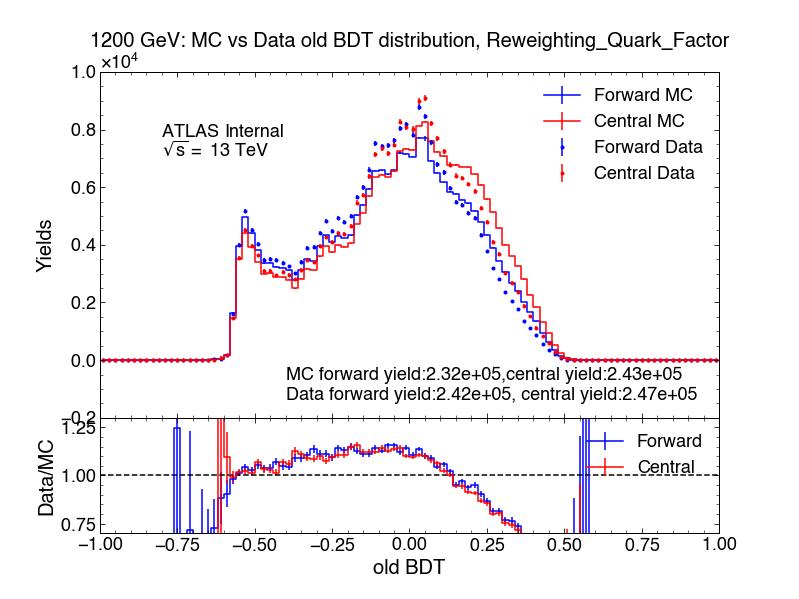 1200 GeV: MC vs Data old BDT distribution, Reweighting_Quark_Factor
×10⁴
1.0
0.8
0.6
0.4
0.2
0.0
−0.2
Yields
ATLAS Internal
√s = 13 TeV
Forward MC
Central MC
Forward Data
Central Data
MC forward yield:2.32e+05,central yield:2.43e+05
Data forward yield:2.42e+05, central yield:2.47e+05
1.25
1.00
0.75
Data/MC
Forward
Central
−1.00 −0.75 −0.50 −0.25 0.00 0.25 0.50 0.75 1.00
old BDT